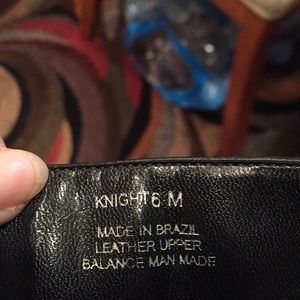 KNIGHT 6 M
MADE IN BRAZIL
LEATHER UPPER
BALANCE MAN MADE